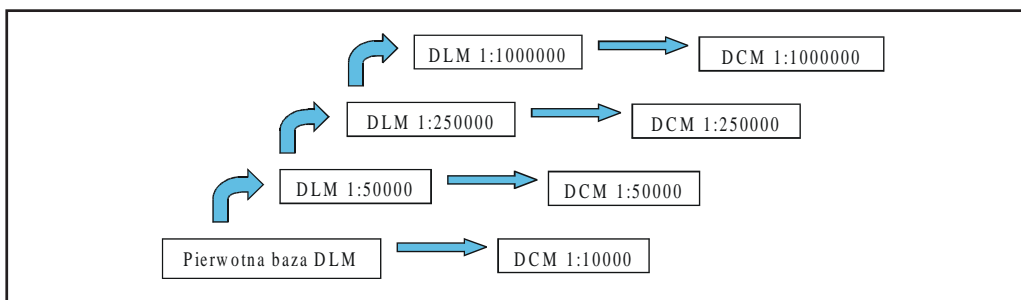 DLM 1:1000000
DCM 1:1000000
DLM 1:250000
DCM 1:250000
DLM 1:50000
DCM 1:50000
Pierwotna baza DLM
DCM 1:10000